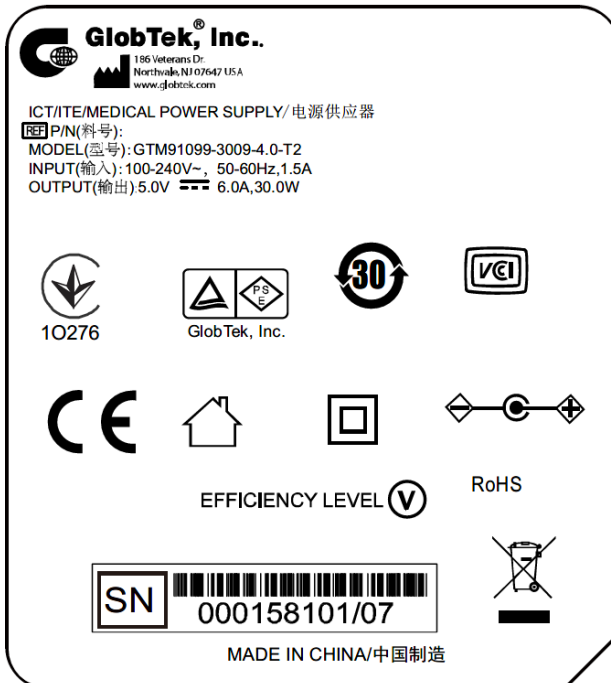 GlobTek,® Inc.
186 Veterans Dr.
Northvale, NJ 07647 USA
www.globtek.com
ICT/ITE/MEDICAL POWER SUPPLY/电源供应器
REF P/N(料号):
MODEL(型号):GTM91099-3009-4.0-T2
INPUT(输入):100-240V~, 50-60Hz,1.5A
OUTPUT(输出):5.0V 6.0A,30.0W
30
VCI
PS
E
1O276
GlobTek, Inc.
CE
EFFICIENCY LEVEL V
RoHS
SN
000158101/07
MADE IN CHINA/中国制造